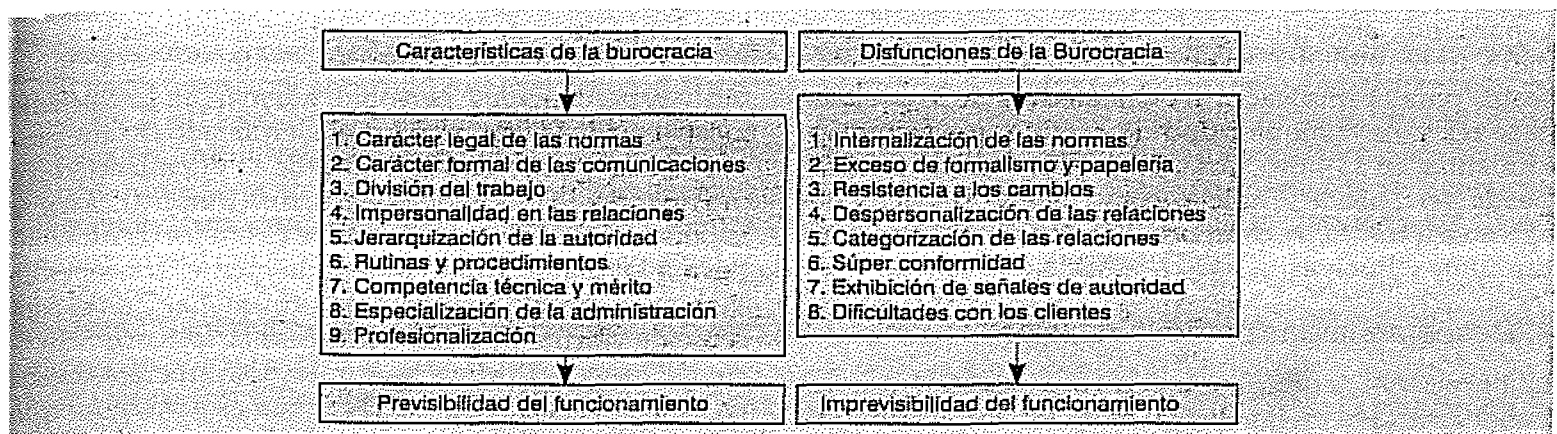 Características de la burocracia
1. Carácter legal de las normas
2. Carácter formal de las comunicaciones
3. División del trabajo
4. Impersonalidad en las relaciones
5. Jerarquización de la autoridad
6. Rutinas y procedimientos
7. Competencia técnica y mérito
8. Especialización de la administración
9. Profesionalización
Previsibilidad del funcionamiento
Disfunciones de la Burocracia
1. Internalización de las normas
2. Exceso de formalismo y papelería
3. Resistencia a los cambios
4. Despersonalización de las relaciones
5. Categorización de las relaciones
6. Súper conformidad
7. Exhibición de señales de autoridad
8. Dificultades con los clientes
Imprevisibilidad del funcionamiento